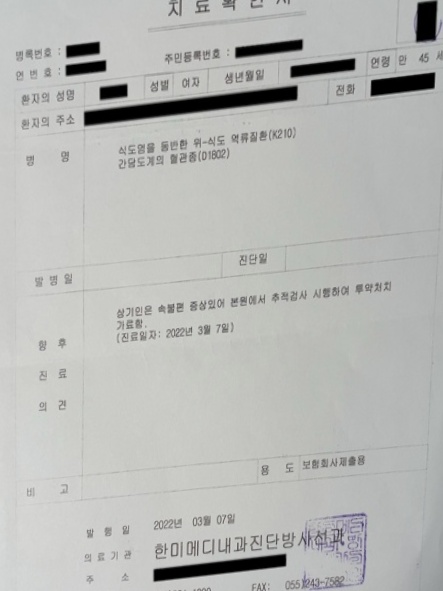 치료확인서
병록번호 :
연번호 :
주민등록번호 :
환자의 성명 성별 여자 생년월일 연령 만 45 세
환자의 주소 전화
병 명
식도염을 동반한 위-식도 역류질환(K210)
간담도계의 혈관종(D1802)
발 병 일 진단일
향 후 진 료 의 견
상기인은 속불편 증상있어 본원에서 추적검사 시행하여 투약처치
가료함.
(진료일자: 2022년 3월 7일)
비 고 용 도 보험회사제출용
발 행 일 2022년 03월 07일
의료기관 한미메디내과진단방사선과
주 소
FAX: 055)243-7582